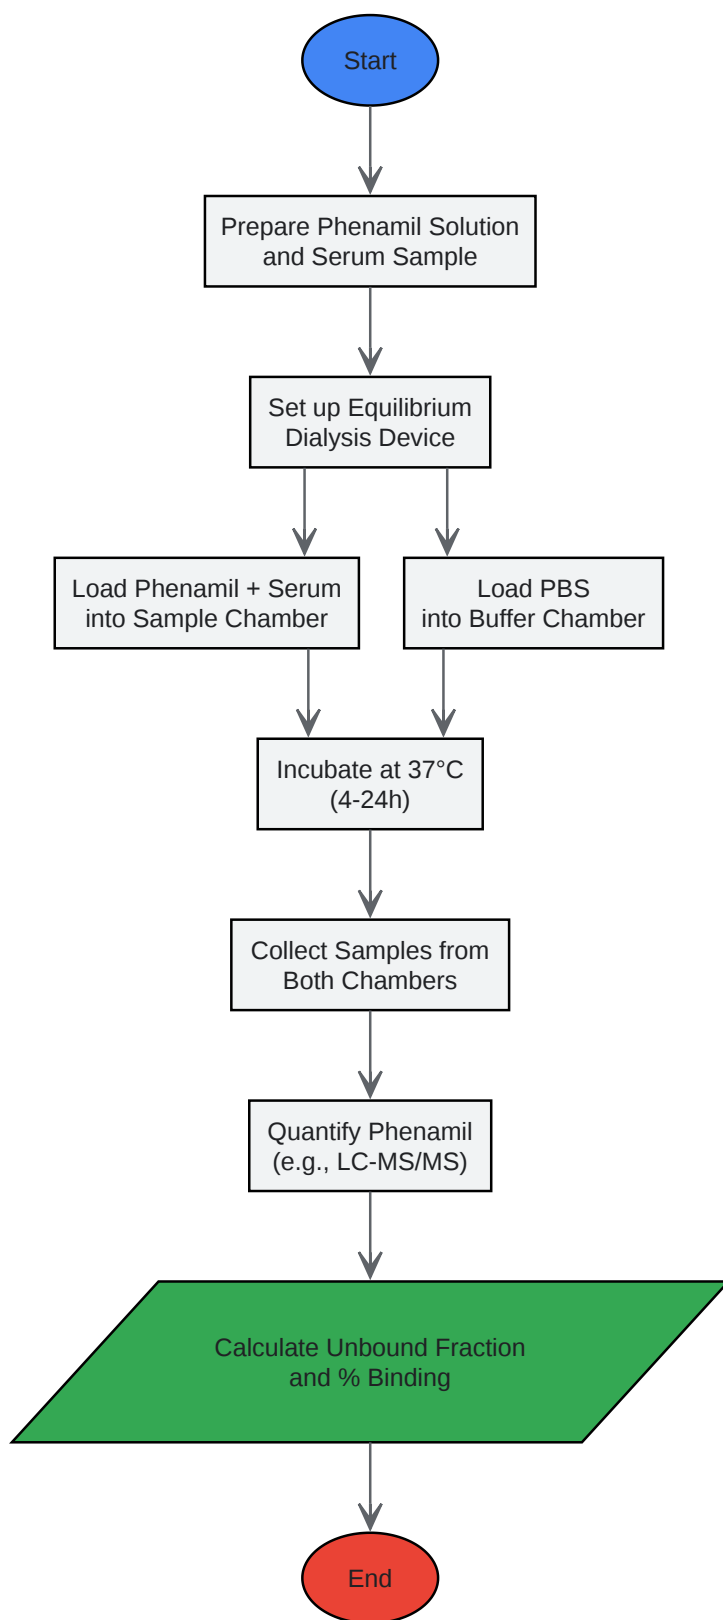 Start
Prepare Phenamil Solution
and Serum Sample
Set up Equilibrium
Dialysis Device
Load Phenamil + Serum
into Sample Chamber
Load PBS
into Buffer Chamber
Incubate at 37°C
(4-24h)
Collect Samples from
Both Chambers
Quantify Phenamil
(e.g., LC-MS/MS)
Calculate Unbound Fraction
and % Binding
End